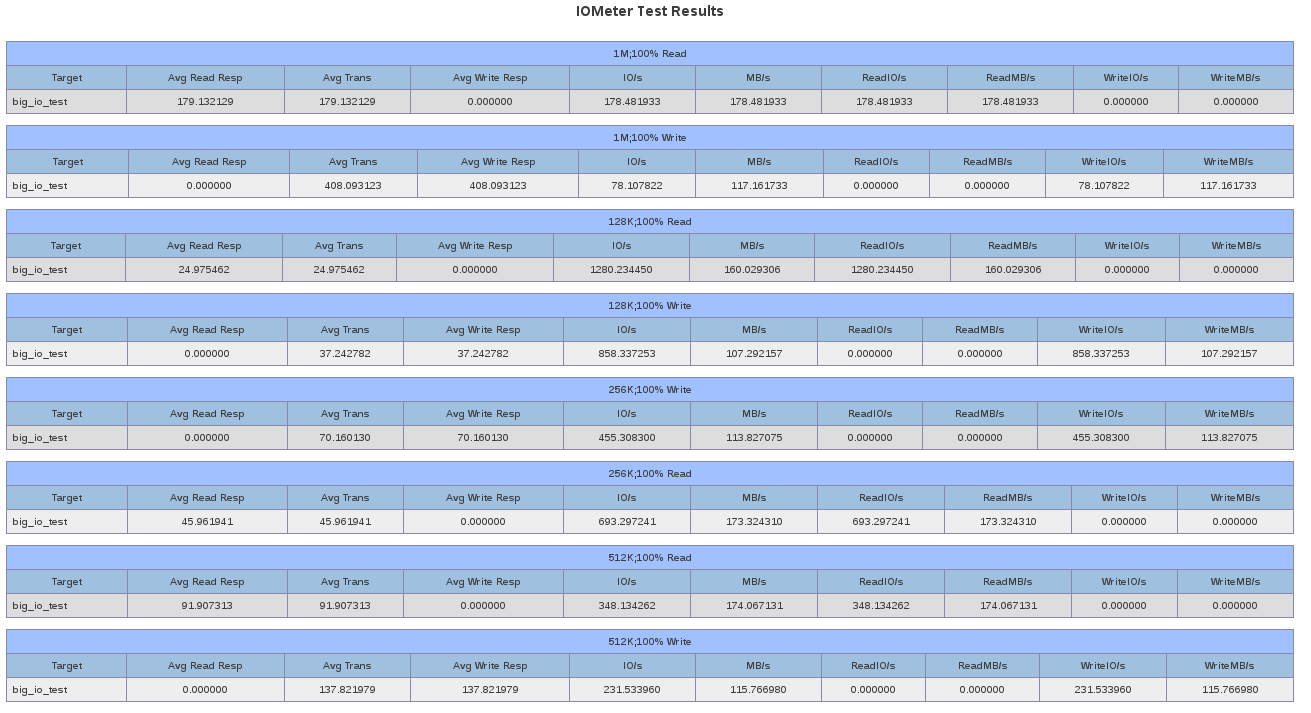 IOMeter Test Results
1M;100% Read
Target Avg Read Resp Avg Trans Avg Write Resp IO/s MB/s ReadIO/s ReadMB/s WriteIO/s WriteMB/s
big_io_test 179.132129 179.132129 0.000000 178.481933 178.481933 178.481933 178.481933 0.000000 0.000000
1M;100% Write
Target Avg Read Resp Avg Trans Avg Write Resp IO/s MB/s ReadIO/s ReadMB/s WriteIO/s WriteMB/s
big_io_test 0.000000 408.093123 408.093123 78.107822 117.161733 0.000000 0.000000 78.107822 117.161733
128K;100% Read
Target Avg Read Resp Avg Trans Avg Write Resp IO/s MB/s ReadIO/s ReadMB/s WriteIO/s WriteMB/s
big_io_test 24.975462 24.975462 0.000000 1280.234450 160.029306 1280.234450 160.029306 0.000000 0.000000
128K;100% Write
Target Avg Read Resp Avg Trans Avg Write Resp IO/s MB/s ReadIO/s ReadMB/s WriteIO/s WriteMB/s
big_io_test 0.000000 37.242782 37.242782 858.337253 107.292157 0.000000 0.000000 858.337253 107.292157
256K;100% Write
Target Avg Read Resp Avg Trans Avg Write Resp IO/s MB/s ReadIO/s ReadMB/s WriteIO/s WriteMB/s
big_io_test 0.000000 70.160130 70.160130 455.308300 113.827075 0.000000 0.000000 455.308300 113.827075
256K;100% Read
Target Avg Read Resp Avg Trans Avg Write Resp IO/s MB/s ReadIO/s ReadMB/s WriteIO/s WriteMB/s
big_io_test 45.961941 45.961941 0.000000 693.297241 173.324310 693.297241 173.324310 0.000000 0.000000
512K;100% Read
Target Avg Read Resp Avg Trans Avg Write Resp IO/s MB/s ReadIO/s ReadMB/s WriteIO/s WriteMB/s
big_io_test 91.907313 91.907313 0.000000 348.134262 174.067131 348.134262 174.067131 0.000000 0.000000
512K;100% Write
Target Avg Read Resp Avg Trans Avg Write Resp IO/s MB/s ReadIO/s ReadMB/s WriteIO/s WriteMB/s
big_io_test 0.000000 137.821979 137.821979 231.533960 115.766980 0.000000 0.000000 231.533960 115.766980